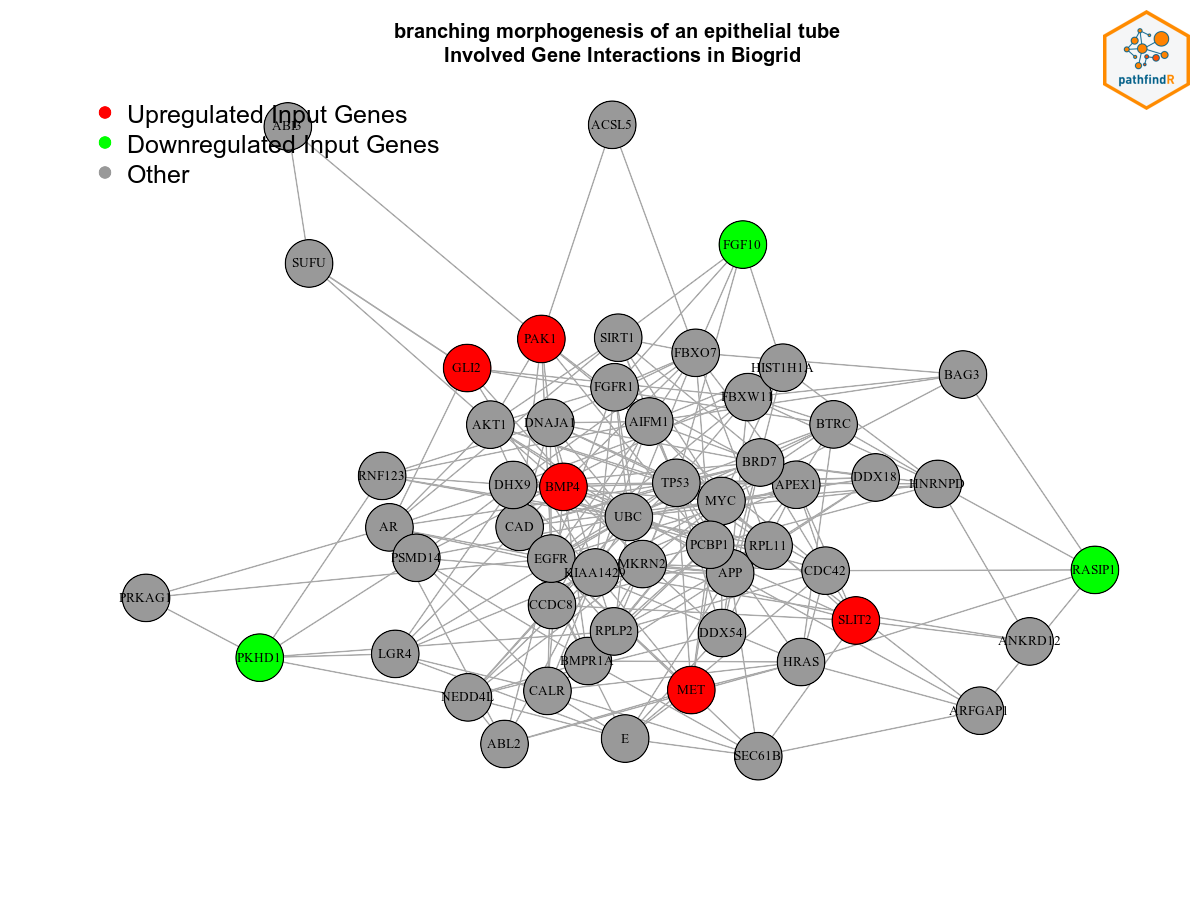 branching morphogenesis of an epithelial tube
Involved Gene Interactions in Biogrid
pathfindR
Upregulated Input Genes
Downregulated Input Genes
Other
ACSL5
FGF10
SUFU
PAK1
SIRT1
FBXO7
GLI2
HIST1H1A
BAG3
FGFR1
FBXW11
AKT1
DNAJA1
AIFM1
BTRC
RNF123
DHX9
BMP4
TP53
BRD7
APEX1
DDX18
HNRNPD
MYC
AR
CAD
UBC
PSMD14
EGFR
KIAA1429
MKRN2
PCBP1
RPL11
APP
CDC42
RASIP1
PRKAG1
CCDC8
SLIT2
PKHD1
LGR4
RPLP2
DDX54
ANKRD12
BMPR1A
HRAS
NEDD4L
CALR
MET
ARFGAP1
ABL2
E
SEC61B